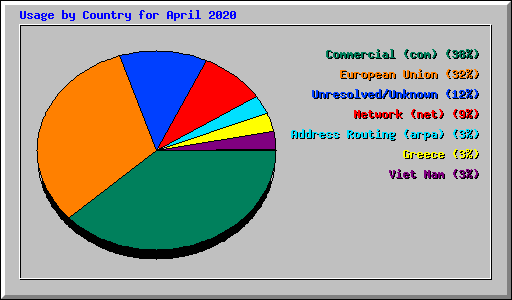 Usage by Country for April 2020
Commercial (com) (38%)
European Union (32%)
Unresolved/Unknown (12%)
Network (net) (9%)
Address Routing (arpa) (3%)
Greece (3%)
Viet Nam (3%)